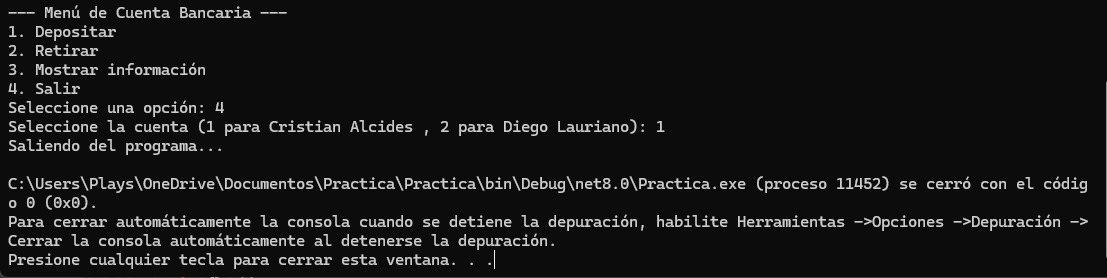 --- Menú de Cuenta Bancaria ---
1. Depositar
2. Retirar
3. Mostrar información
4. Salir
Seleccione una opción: 4
Seleccione la cuenta (1 para Cristian Alcides , 2 para Diego Lauriano): 1
Saliendo del programa...
C:\Users\Plays\OneDrive\Documentos\Practica\Practica\bin\Debug\net8.0\Practica.exe (proceso 11452) se cerró con el códig
o 0 (0x0).
Para cerrar automáticamente la consola cuando se detiene la depuración, habilite Herramientas ->Opciones ->Depuración ->
Cerrar la consola automáticamente al detenerse la depuración.
Presione cualquier tecla para cerrar esta ventana. . .